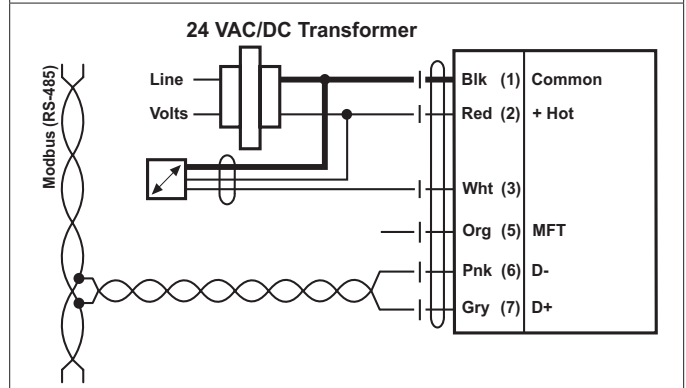 24 VAC/DC Transformer
Modbus (RS-485)
Line
Volts
Blk (1) Common
Red (2) + Hot
Wht (3)
Org (5) MFT
Pnk (6) D-
Gry (7) D+